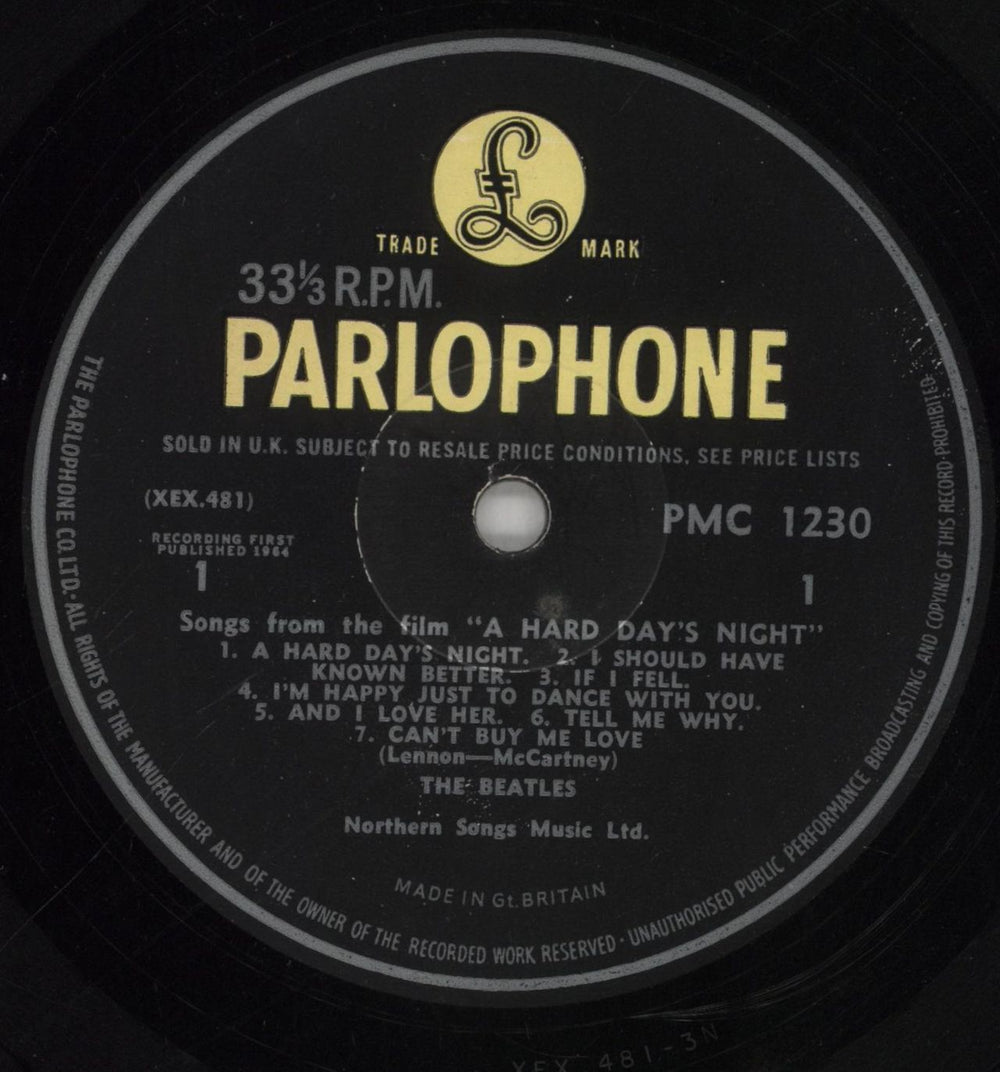 £
TRADE MARK
33⅓ R.P.M.
PARLOPHONE
SOLD IN U.K. SUBJECT TO RESALE PRICE CONDITIONS, SEE PRICE LISTS
(XEX.481)
PMC 1230
RECORDING FIRST
PUBLISHED 1964
1
1
Songs from the film "A HARD DAY'S NIGHT"
1. A HARD DAY'S NIGHT. 2. I SHOULD HAVE
KNOWN BETTER. 3. IF I FELL.
4. I'M HAPPY JUST TO DANCE WITH YOU.
5. AND I LOVE HER. 6. TELL ME WHY.
7. CAN'T BUY ME LOVE
(Lennon—McCartney)
THE BEATLES
Northern Songs Music Ltd.
MADE IN Gt. BRITAIN
THE PARLOPHONE CO. LTD. · ALL RIGHTS OF THE MANUFACTURER AND OF THE OWNER OF THE RECORDED WORK RESERVED · UNAUTHORISED PUBLIC PERFORMANCE BROADCASTING AND COPYING OF THIS RECORD · PROHIBITED·
XEX 481-3N